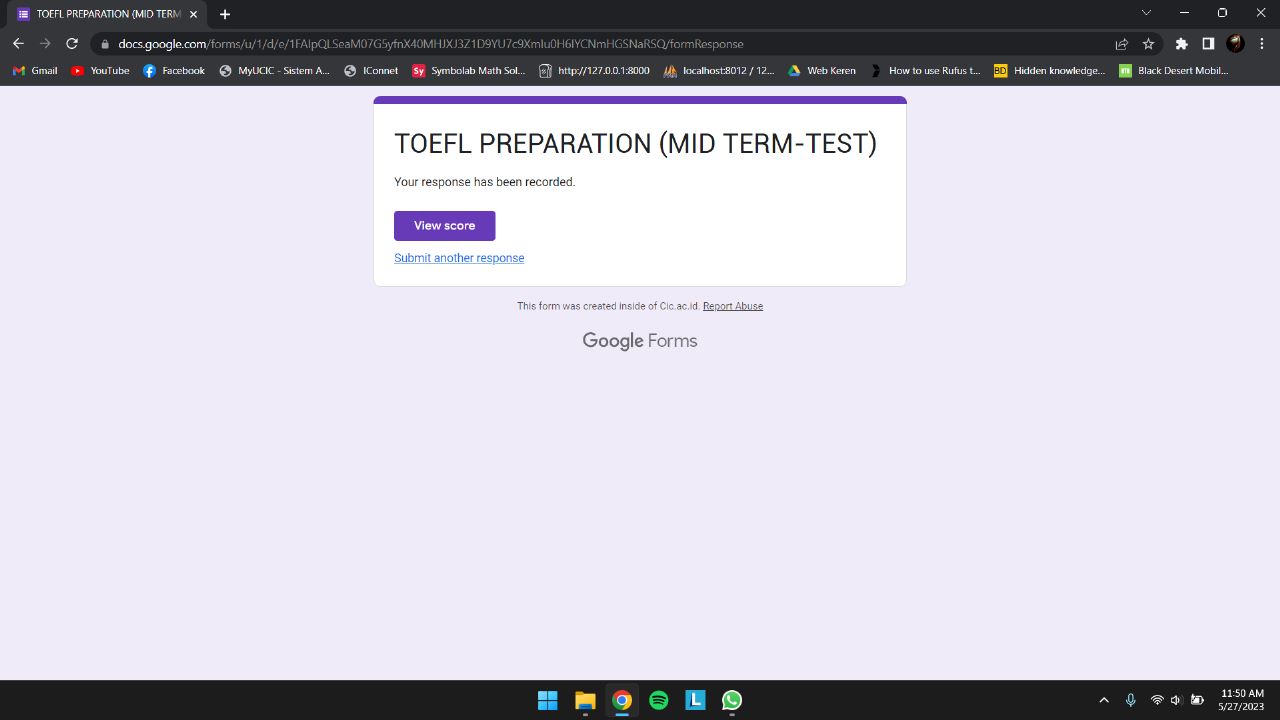 TOEFL PREPARATION (MID TERM
docs.google.com/forms/u/1/d/e/1FAIpQLSeaM07G5yfnX40MHJXJ3Z1D9YU7c9XmIu0H6IYCNmHGSNaRSQ/formResponse
Gmail YouTube Facebook MyUCIC - Sistem A... IConnet Sy Symbolab Math Sol... http://127.0.0.1:8000 localhost:8012 / 12... Web Keren How to use Rufus t... BD Hidden knowledge... Black Desert Mobil...
TOEFL PREPARATION (MID TERM-TEST)
Your response has been recorded.
View score
Submit another response
This form was created inside of Cic.ac.id. Report Abuse
Google Forms
L
11:50 AM
5/27/2023